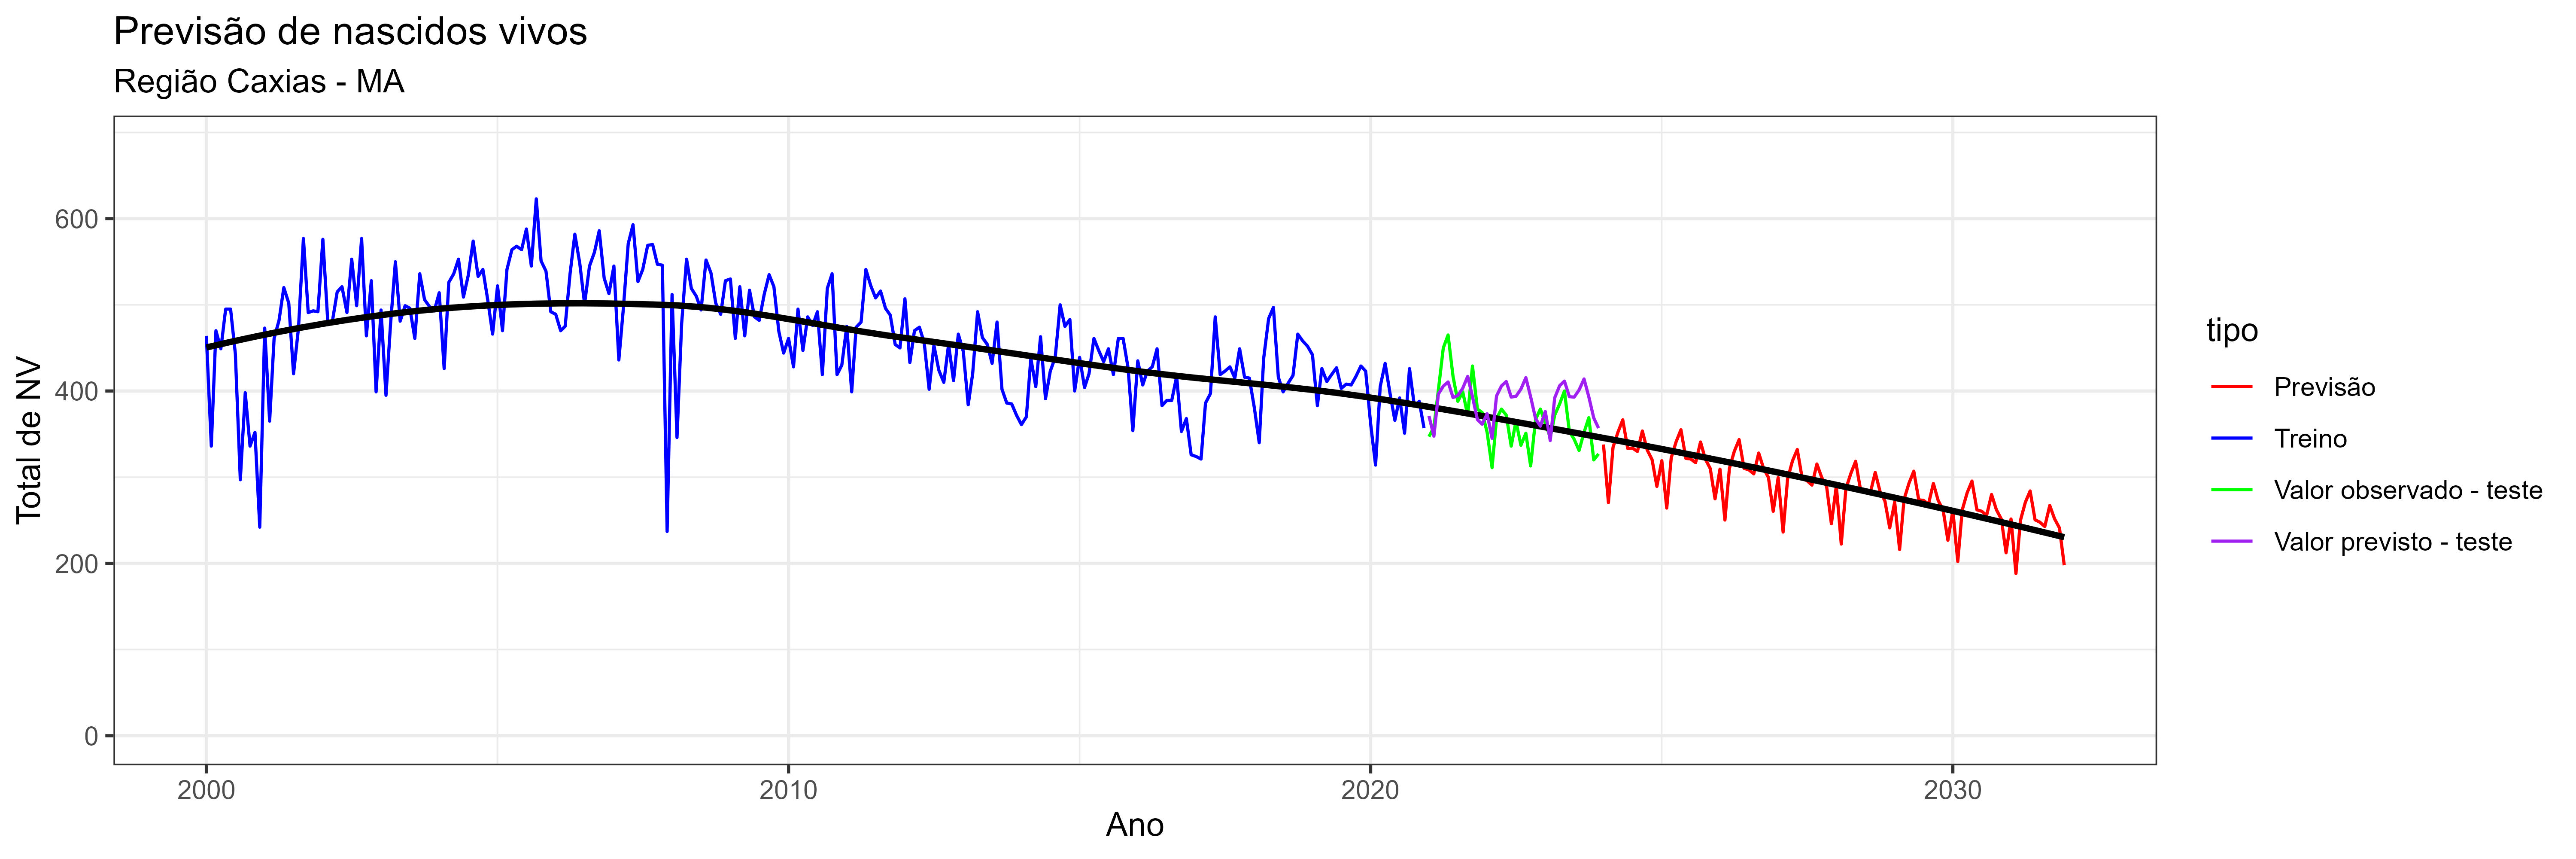 Previsão de nascidos vivos
Região Caxias - MA
Total de NV
600
400
200
0
2000
2010
2020
2030
Ano
tipo
Previsão
Treino
Valor observado - teste
Valor previsto - teste